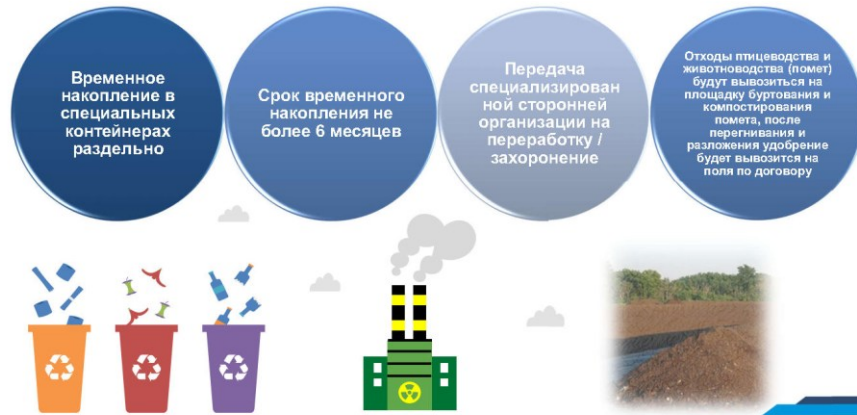 Временное
накопление в
специальных
контейнерах
раздельно
Срок временного
накопления не
более 6 месяцев
Передача
специализирован
ной сторонней
организации на
переработку /
захоронение
Отходы птицеводства и
животноводства (помет)
будут вывозиться на
площадку буртования и
компостирования
помета, после
перегнивания и
разложения удобрение
будет вывозится на
поля по договору